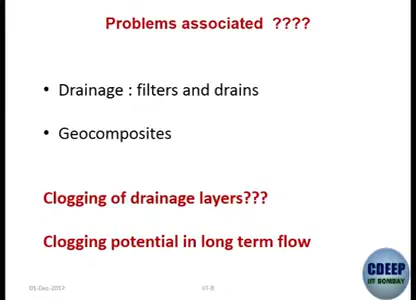 Problems associated ????
• Drainage : filters and drains
• Geocomposites
Clogging of drainage layers???
Clogging potential in long term flow
01-Dec-2017
IIT-B
CDEEP
IIT BOMBAY